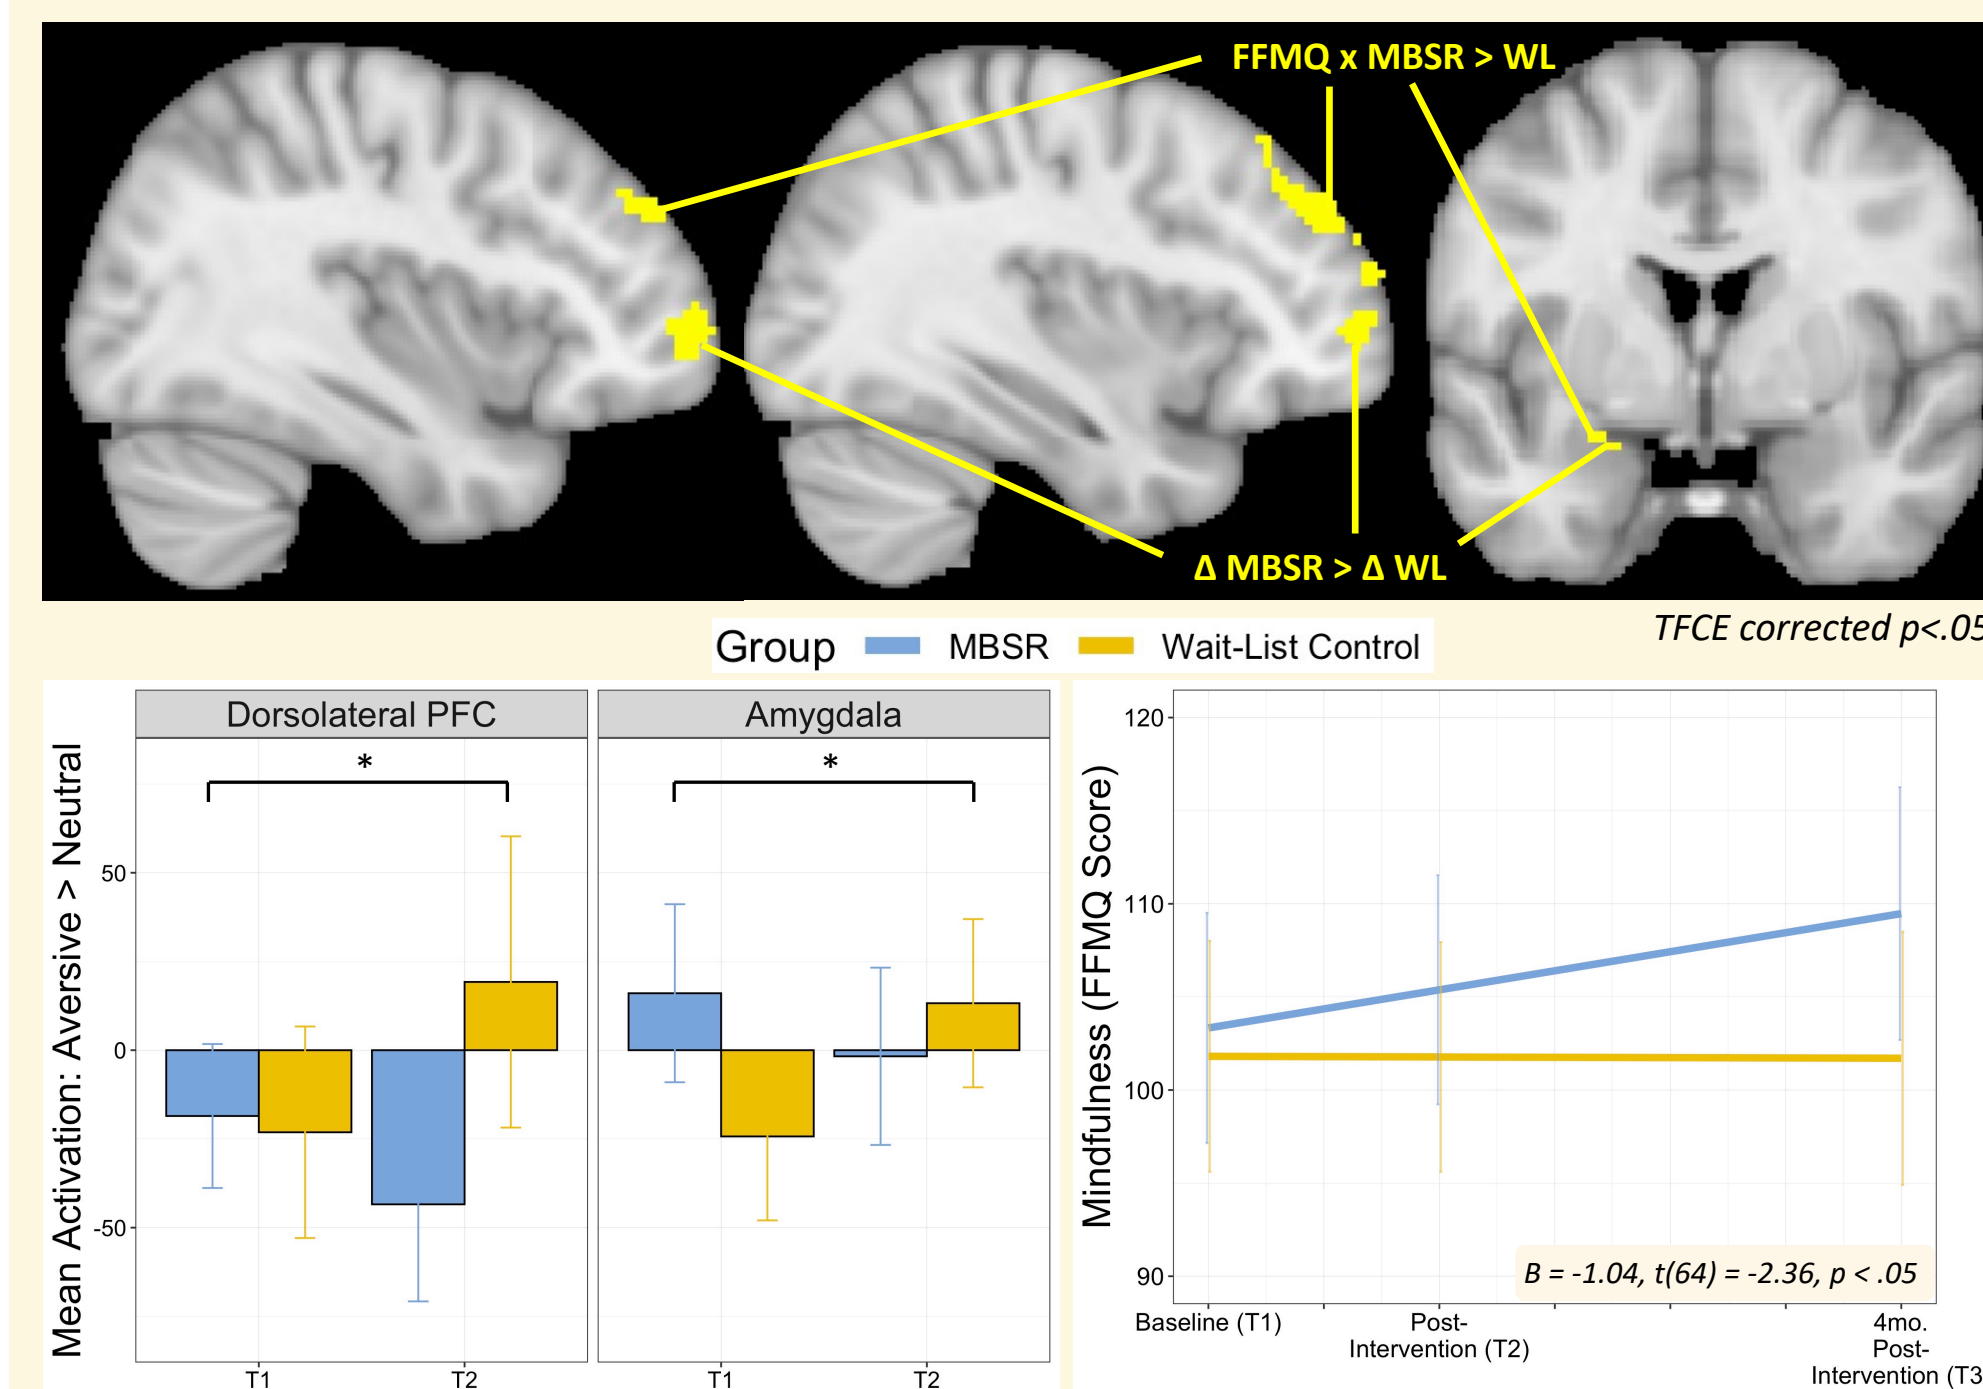 FFMQ x MBSR > WL
Δ MBSR > Δ WL
TFCE corrected p<.05
Group MBSR Wait-List Control
Dorsolateral PFC
Amygdala
*
*
Mean Activation: Aversive > Neutral
50
0
-50
T1
T2
T1
T2
Mindfulness (FFMQ Score)
120
110
100
90
B = -1.04, t(64) = -2.36, p < .05
Baseline (T1)
Post-
Intervention (T2)
4mo.
Post-
Intervention (T3